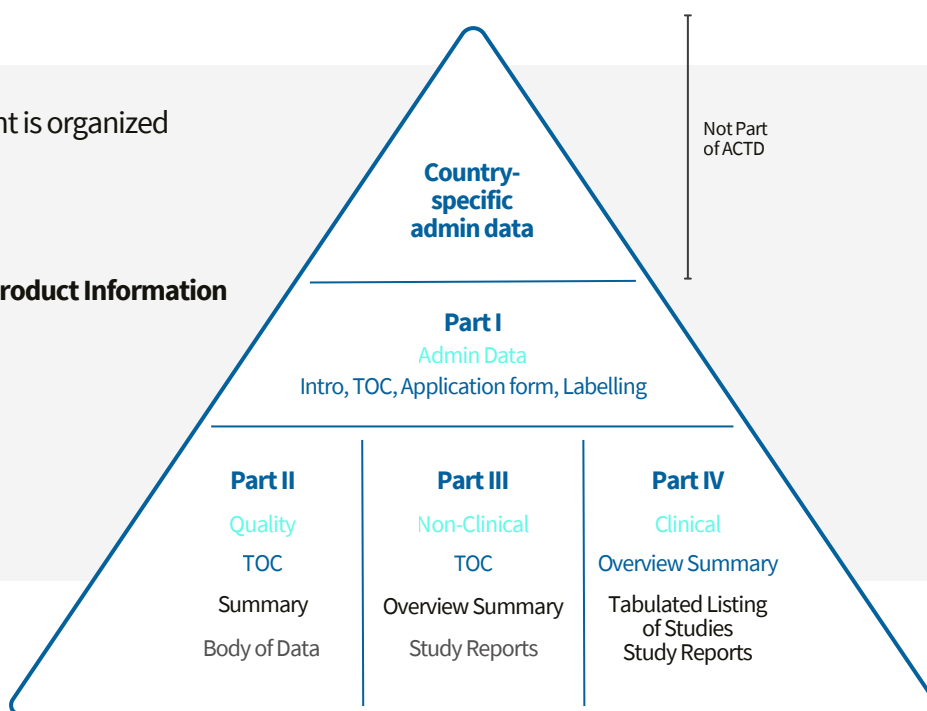 nt is organized
roduct Information
Not Part
of ACTD
Country-
specific
admin data
Part I
Admin Data
Intro, TOC, Application form, Labelling
Part II
Quality
TOC
Summary
Body of Data
Part III
Non-Clinical
TOC
Overview Summary
Study Reports
Part IV
Clinical
Overview Summary
Tabulated Listing
of Studies
Study Reports